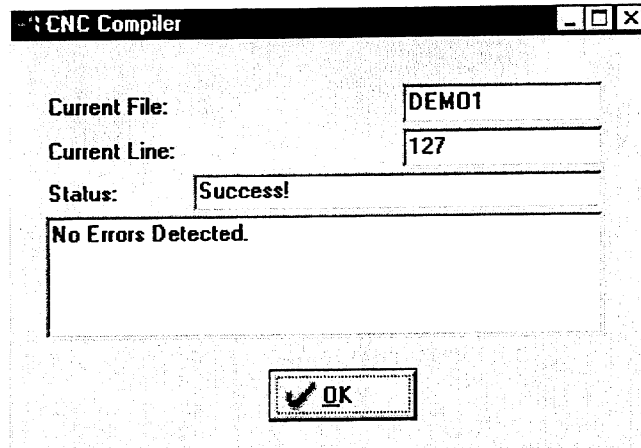 CNC Compiler
Current File: DEMO1
Current Line: 127
Status: Success!
No Errors Detected.
OK